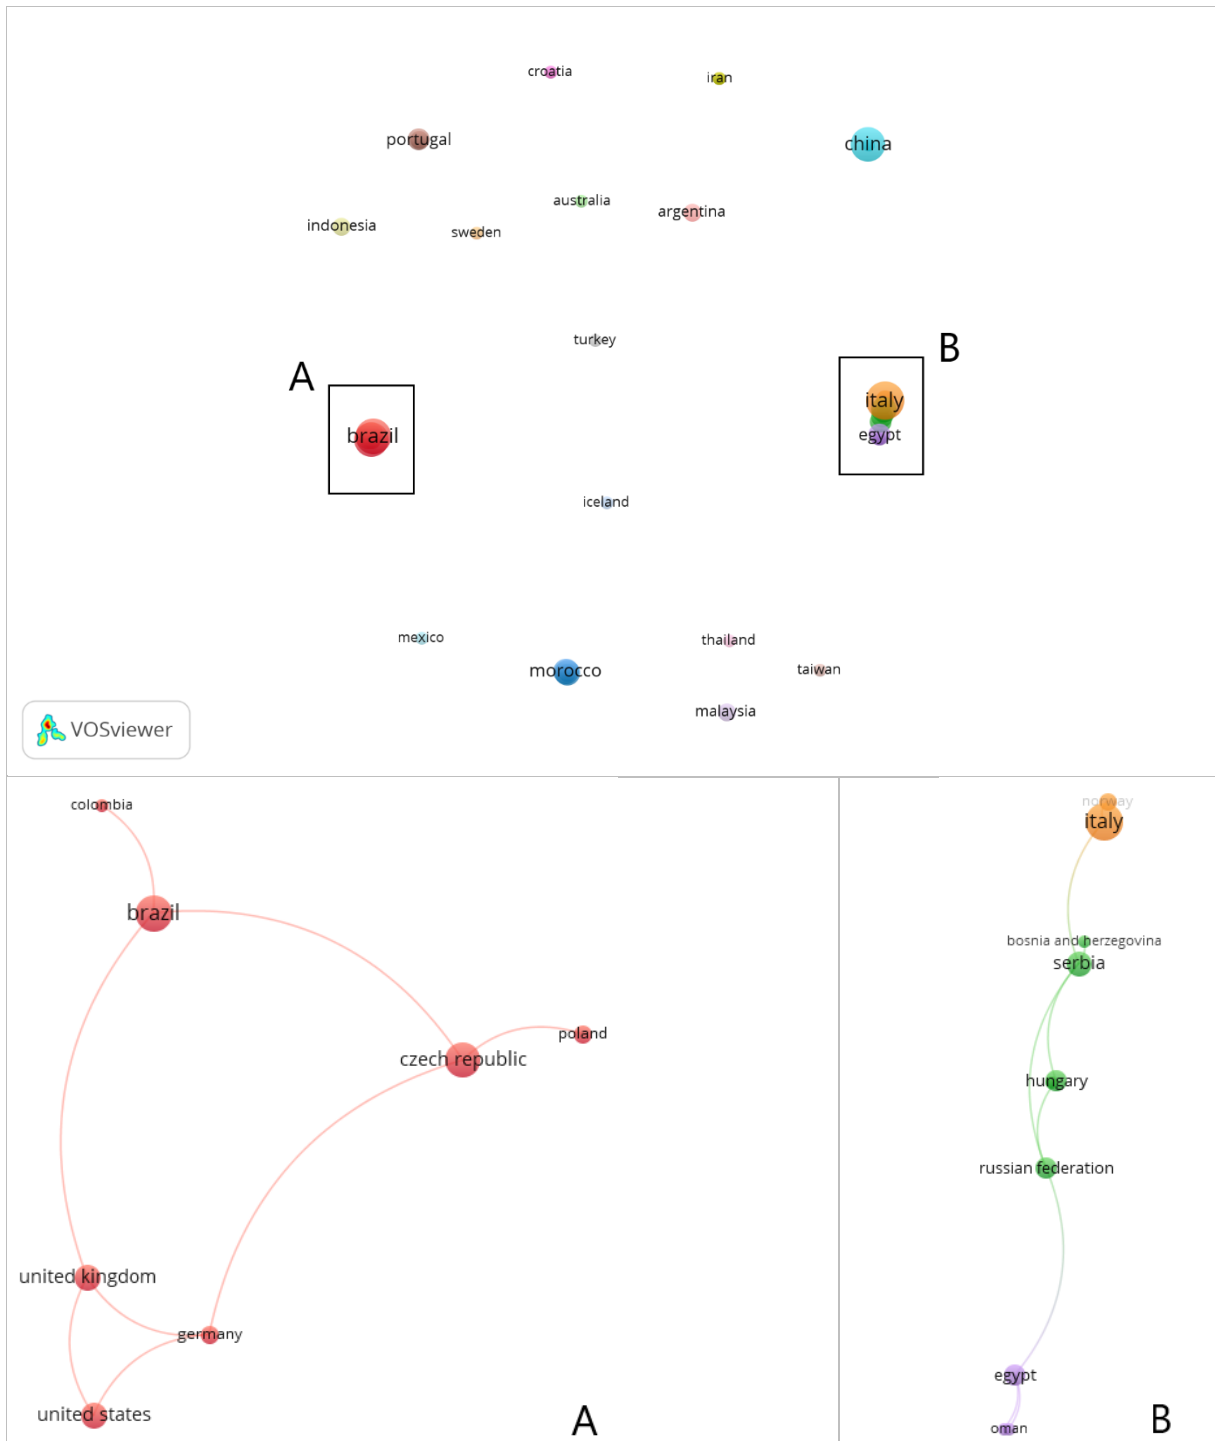 croatia
iran
portugal
china
australia
argentina
indonesia
sweden
turkey
B
A
italy
brazil
egypt
iceland
mexico
thailand
morocco
taiwan
malaysia
VOSviewer
colombia
brazil
poland
czech republic
united kingdom
germany
united states
A
norway
italy
bosnia and herzegovina
serbia
hungary
russian federation
egypt
oman
B